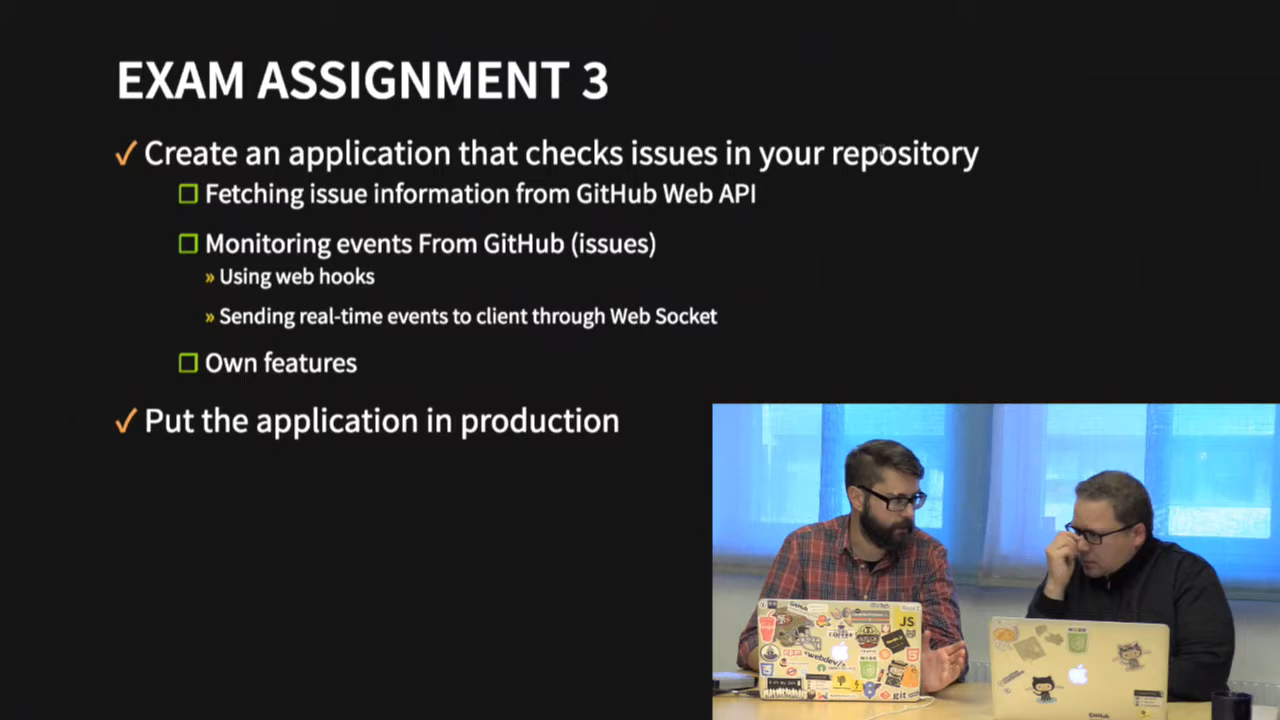 EXAM ASSIGNMENT 3
✓ Create an application that checks issues in your repository
☐ Fetching issue information from GitHub Web API
☐ Monitoring events From GitHub (issues)
» Using web hooks
» Sending real-time events to client through Web Socket
☐ Own features
✓ Put the application in production
JS
git